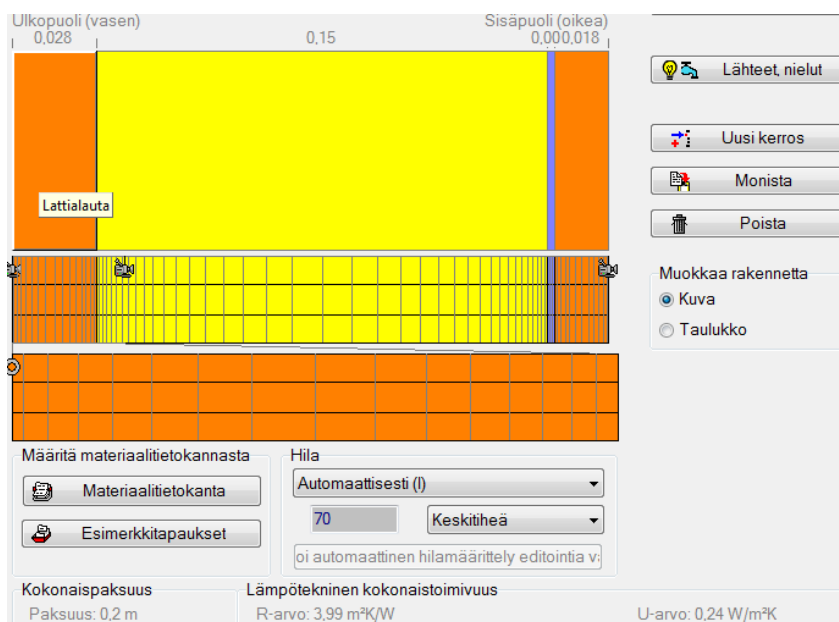 Ulkopuoli (vasen) Sisäpuoli (oikea)
0,028 0,15 0,000,018
Lähteet, nielut
Uusi kerros
Monista
Lattialauta
Poista
Muokkaa rakennetta
Kuva
Taulukko
Määritä materiaalitietokannasta
Materiaalitietokanta
Esimerkkitapaukset
Hila
Automaattisesti (I)
70 Keskitiheä
oi automaattinen hilamäärittely editointia va
Kokonaispaksuus
Paksuus: 0,2 m
Lämpötekninen kokonaistoimivuus
R-arvo: 3,99 m²K/W U-arvo: 0,24 W/m²K